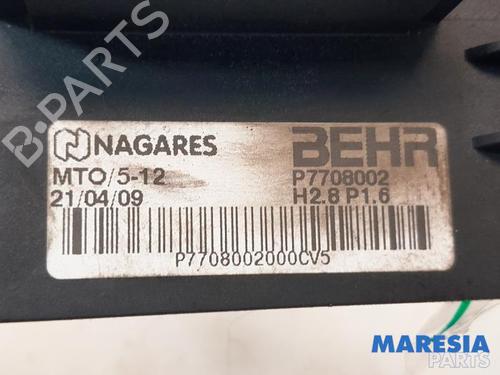 NAGARES BEHR
MTO/5-12 P7708002
21/04/09 H2.8 P1.6
P7708002000CV5
B-PARTS
MARESIA
PARTS